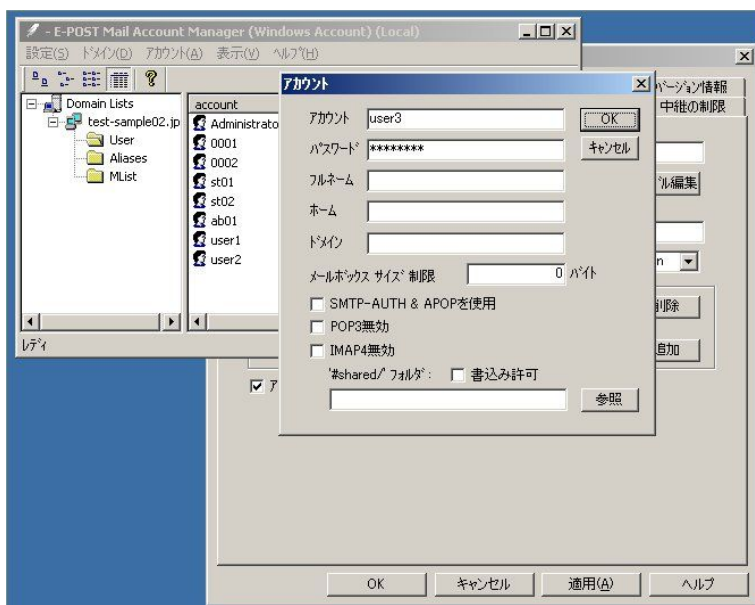 - E-POST Mail Account Manager (Windows Account) (Local)
設定(S) ドメイン(D) アカウント(A) 表示(V) ヘルプ(H)
Domain Lists
test-sample02.jp
User
Aliases
MList
account
Administrato
0001
0002
st01
st02
ab01
user1
user2
レディ
アカウント
アカウント user3 OK
パスワード ******** キャンセル
フルネーム
ホーム
ドメイン
メールボックス サイズ制限 0 バイト
SMTP-AUTH & APOPを使用
POP3無効
IMAP4無効
'#shared/' フォルダ: 書込み許可
参照
バージョン情報
中継の制限
ル編集
n
削除
追加
ア
OK キャンセル 適用(A) ヘルプ